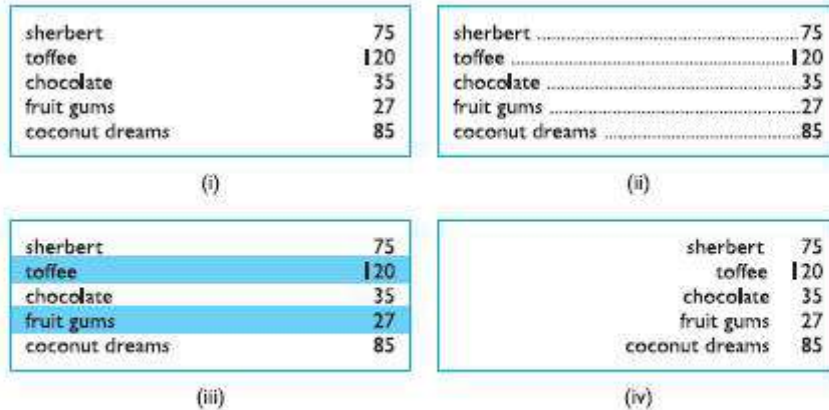 sherbert 75
toffee 120
chocolate 35
fruit gums 27
coconut dreams 85
(i)
sherbert ........................................ 75
toffee ........................................ 120
chocolate ........................................ 35
fruit gums ........................................ 27
coconut dreams ........................................ 85
(ii)
sherbert 75
toffee 120
chocolate 35
fruit gums 27
coconut dreams 85
(iii)
sherbert 75
toffee 120
chocolate 35
fruit gums 27
coconut dreams 85
(iv)